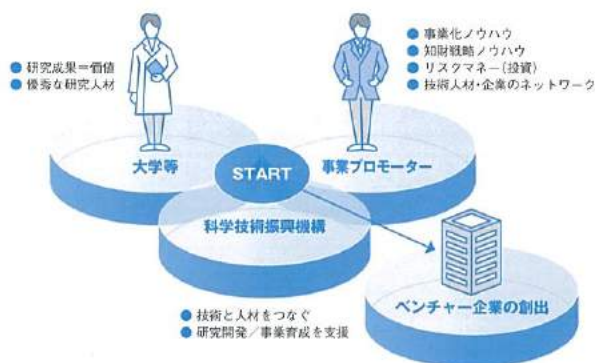 ● 研究成果＝価値
● 優秀な研究人材
● 事業化ノウハウ
● 知財戦略ノウハウ
● リスクマネー（投資）
● 技術人材・企業のネットワーク
大学等
START
事業プロモーター
科学技術振興機構
ベンチャー企業の創出
● 技術と人材をつなぐ
● 研究開発／事業育成を支援